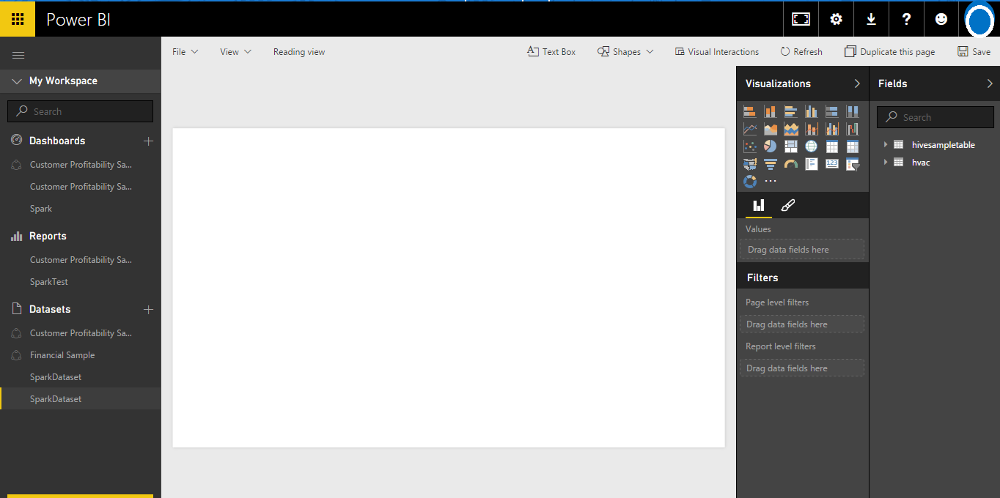 Power BI
?
File View Reading view Text Box Shapes Visual Interactions Refresh Duplicate this page Save
My Workspace
Search
Dashboards
Customer Profitability Sa...
Customer Profitability Sa...
Spark
Reports
Customer Profitability Sa...
SparkTest
Datasets
Customer Profitability Sa...
Financial Sample
SparkDataset
SparkDataset
Visualizations
123
Values
Drag data fields here
Filters
Page level filters
Drag data fields here
Report level filters
Drag data fields here
Fields
Search
hivesampletable
hvac